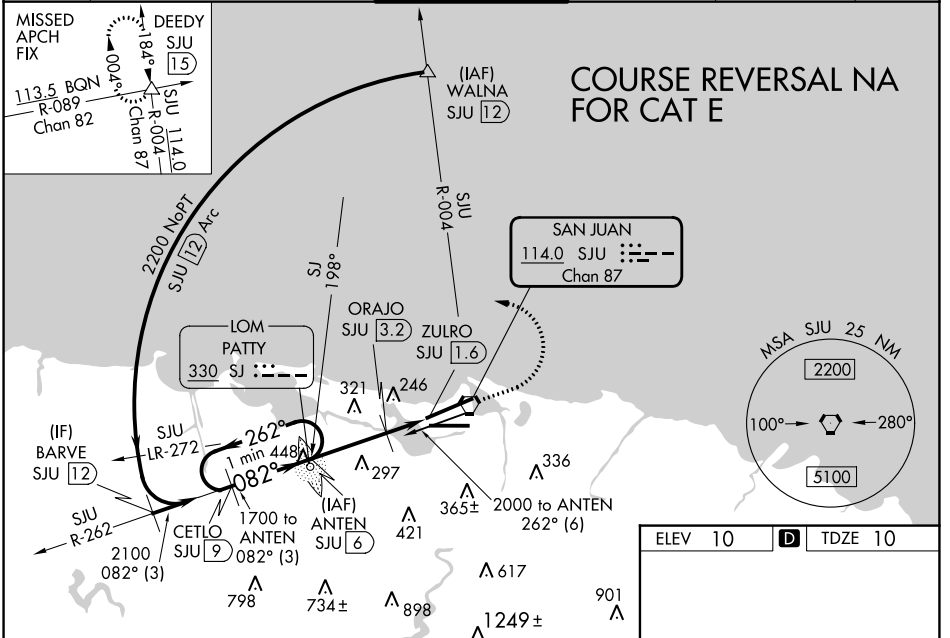 MISSED
APCH
FIX
DEEDY
SJU
15
184°
004°
113.5 BQN
R-089
Chan 82
SJU 114.0
R-004
Chan 87
(IAF)
WALNA
SJU 12
COURSE REVERSAL NA
FOR CAT E
2200 NoPT
SJU 12 Arc
SJU
R-004
SJ
198°
SAN JUAN
114.0 SJU
Chan 87
ORAJO
SJU 3.2
ZULRO
SJU 1.6
LOM
PATTY
330 SJ
MSA SJU 25 NM
2200
100°
280°
5100
321
246
(IF)
BARVE
SJU 12
SJU
LR-272
262°
1 min
448
082°
297
336
365±
2000 to ANTEN
262° (6)
SJU
R-262
2100
082° (3)
CETLO
SJU 9
1700 to
ANTEN
082° (3)
(IAF)
ANTEN
SJU 6
421
617
798
734±
898
901
1249±
ELEV 10
D
TDZE 10